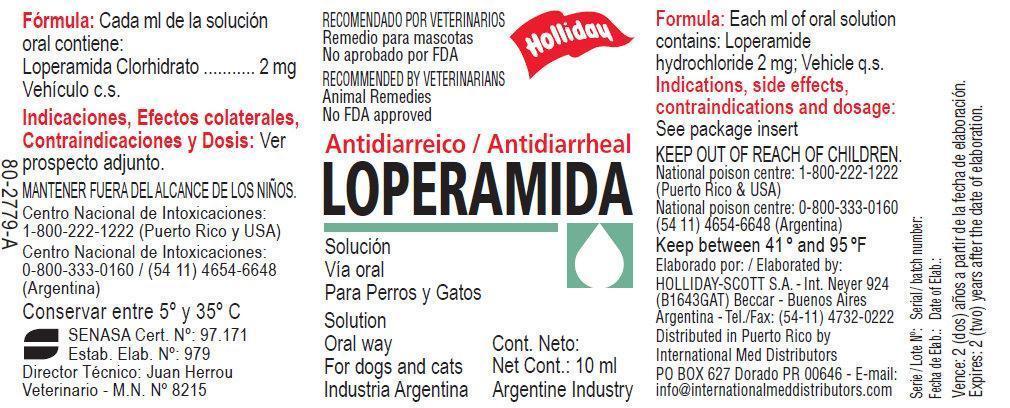 Fórmula: Cada ml de la solución
oral contiene:
Loperamida Clorhidrato ........... 2 mg
Vehículo c.s.
Indicaciones, Efectos colaterales,
Contraindicaciones y Dosis: Ver
prospecto adjunto.
MANTENER FUERA DEL ALCANCE DE LOS NIÑOS.
Centro Nacional de Intoxicaciones:
1-800-222-1222 (Puerto Rico y USA)
Centro Nacional de Intoxicaciones:
0-800-333-0160 / (54 11) 4654-6648
(Argentina)
Conservar entre 5º y 35º C
SENASA Cert. Nº: 97.171
Estab. Elab. Nº: 979
Director Técnico: Juan Herrou
Veterinario - M.N. Nº 8215
80-2779-A
RECOMENDADO POR VETERINARIOS
Remedio para mascotas
No aprobado por FDA
RECOMMENDED BY VETERINARIANS
Animal Remedies
No FDA approved
Holliday
Antidiarreico / Antidiarrheal
LOPERAMIDA
Solución
Vía oral
Para Perros y Gatos
Solution
Oral way
For dogs and cats
Industria Argentina
Cont. Neto:
Net Cont.: 10 ml
Argentine Industry
Formula: Each ml of oral solution
contains: Loperamide
hydrochloride 2 mg; Vehicle q.s.
Indications, side effects,
contraindications and dosage:
See package insert
KEEP OUT OF REACH OF CHILDREN.
National poison centre: 1-800-222-1222
(Puerto Rico & USA)
National poison centre: 0-800-333-0160
(54 11) 4654-6648 (Argentina)
Keep between 41º and 95ºF
Elaborado por: / Elaborated by:
HOLLIDAY-SCOTT S.A. - Int. Neyer 924
(B1643GAT) Beccar - Buenos Aires
Argentina - Tel./Fax: (54-11) 4732-0222
Distributed in Puerto Rico by
International Med Distributors
PO BOX 627 Dorado PR 00646 - E-mail:
info@internationalmeddistributors.com
Serie / Lote Nº: Serial / batch number:
Fecha de Elab.: Date of Elab.:
Vence: 2 (dos) años a partir de la fecha de elaboración.
Expires: 2 (two) years after the date of elaboration.